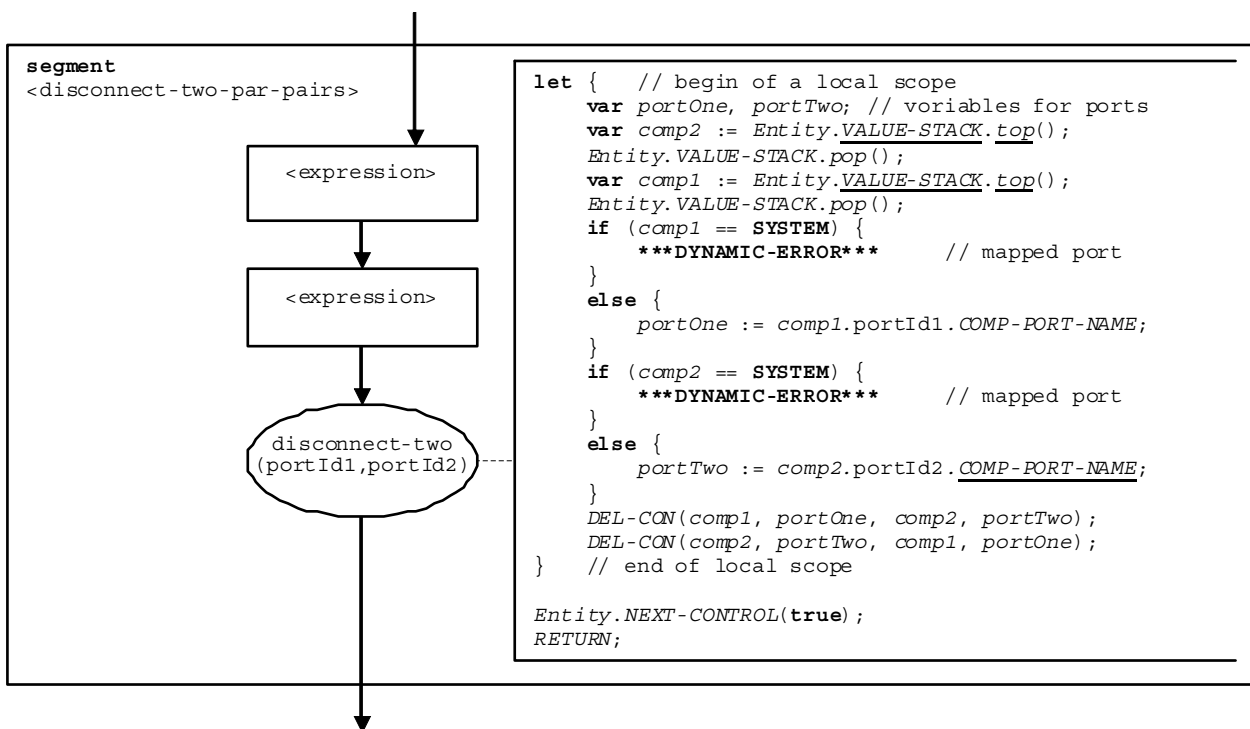 segment
<disconnect-two-par-pairs>
<expression>
<expression>
disconnect-two
(portId1,portId2)
let { // begin of a local scope
var portOne, portTwo; // voriables for ports
var comp2 := Entity.VALUE-STACK.top();
Entity.VALUE-STACK.pop();
var comp1 := Entity.VALUE-STACK.top();
Entity.VALUE-STACK.pop();
if (comp1 == SYSTEM) {
***DYNAMIC-ERROR*** // mapped port
}
else {
portOne := comp1.portId1.COMP-PORT-NAME;
}
if (comp2 == SYSTEM) {
***DYNAMIC-ERROR*** // mapped port
}
else {
portTwo := comp2.portId2.COMP-PORT-NAME;
}
DEL-CON(comp1, portOne, comp2, portTwo);
DEL-CON(comp2, portTwo, comp1, portOne);
} // end of local scope
Entity.NEXT-CONTROL(true);
RETURN;